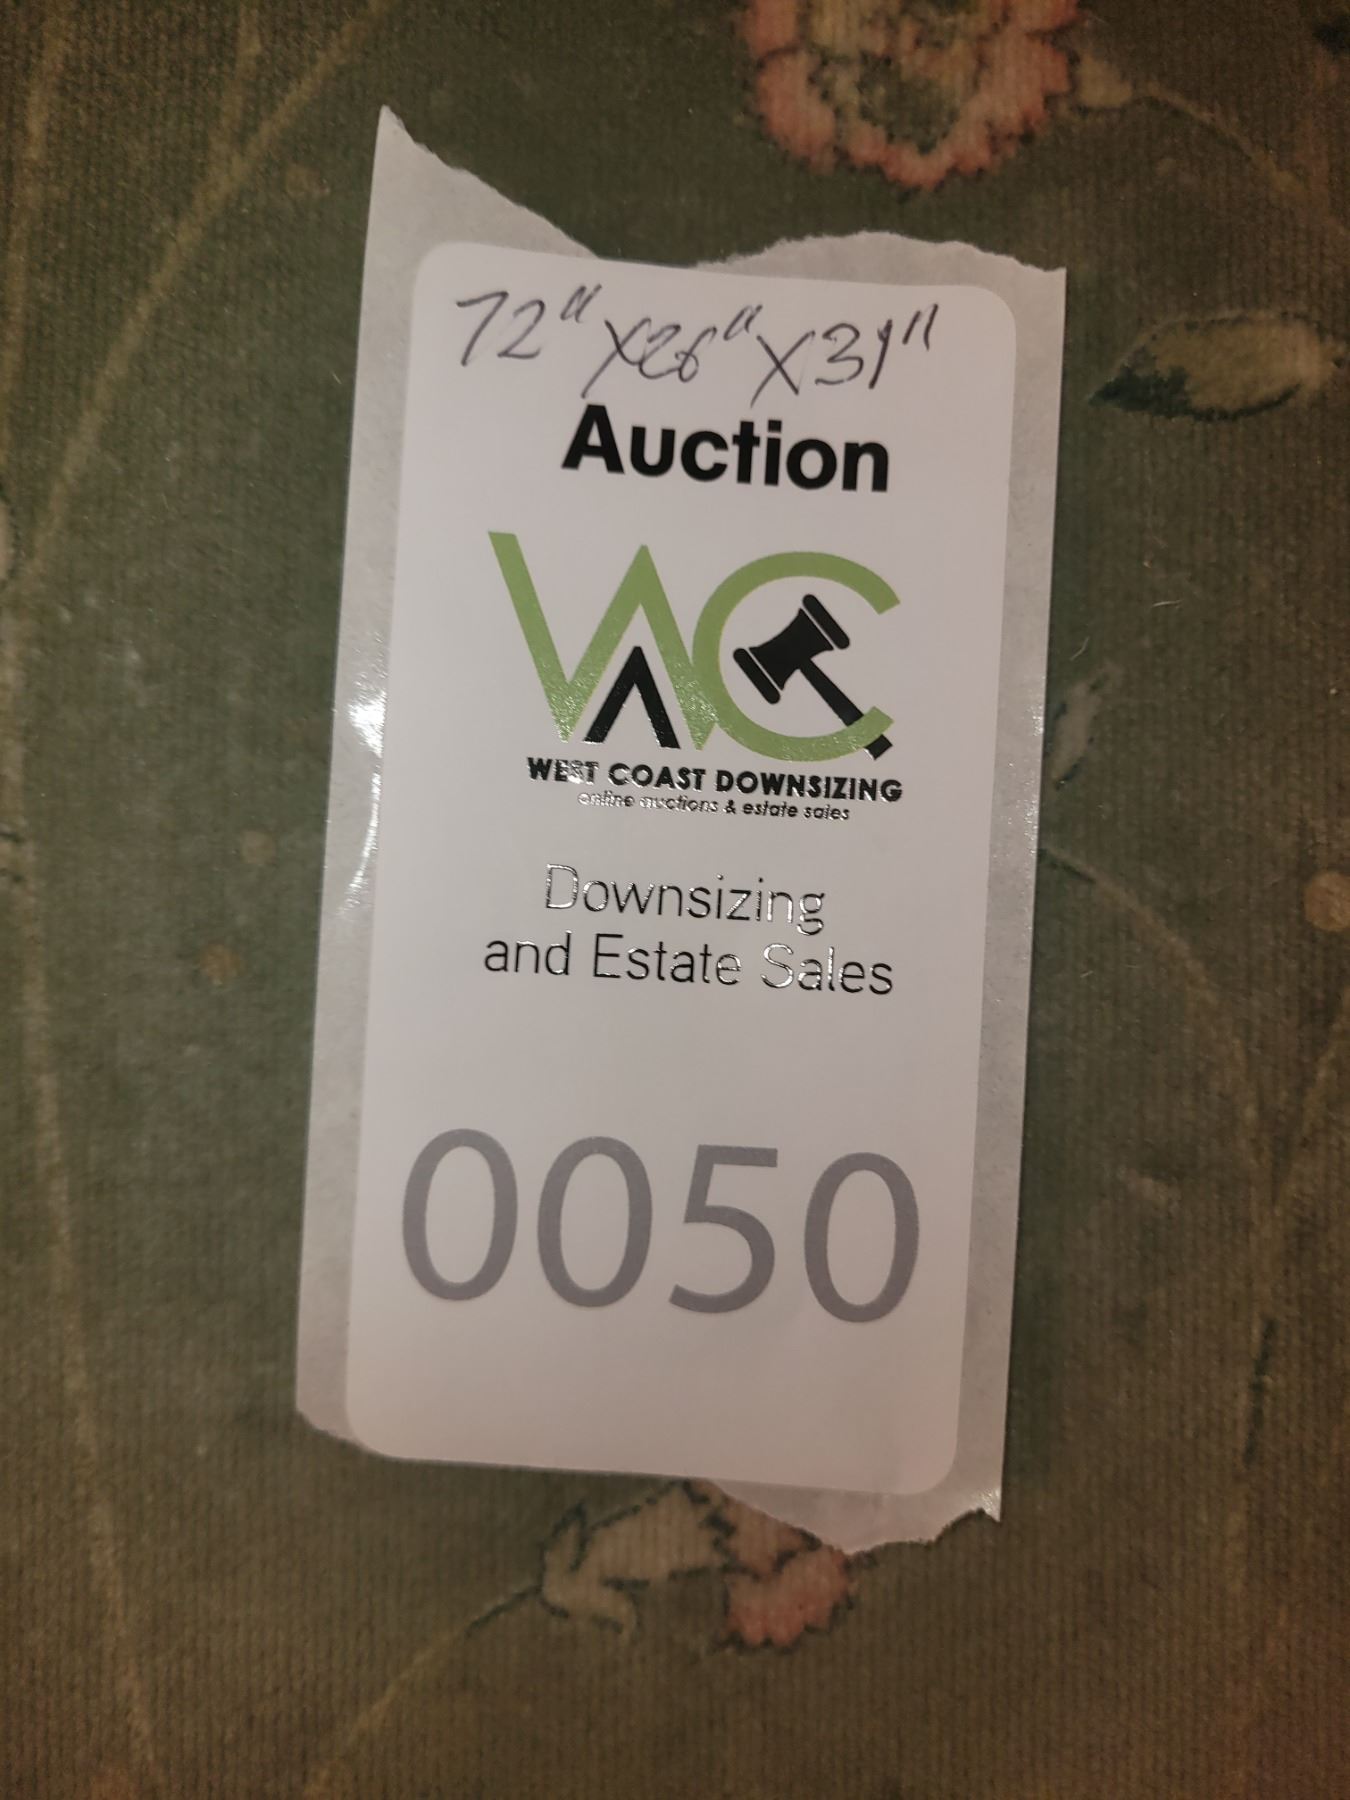 72" X26" X31"
Auction
WC
WEST COAST DOWNSIZING
online auctions & estate sales
Downsizing
and Estate Sales
0050